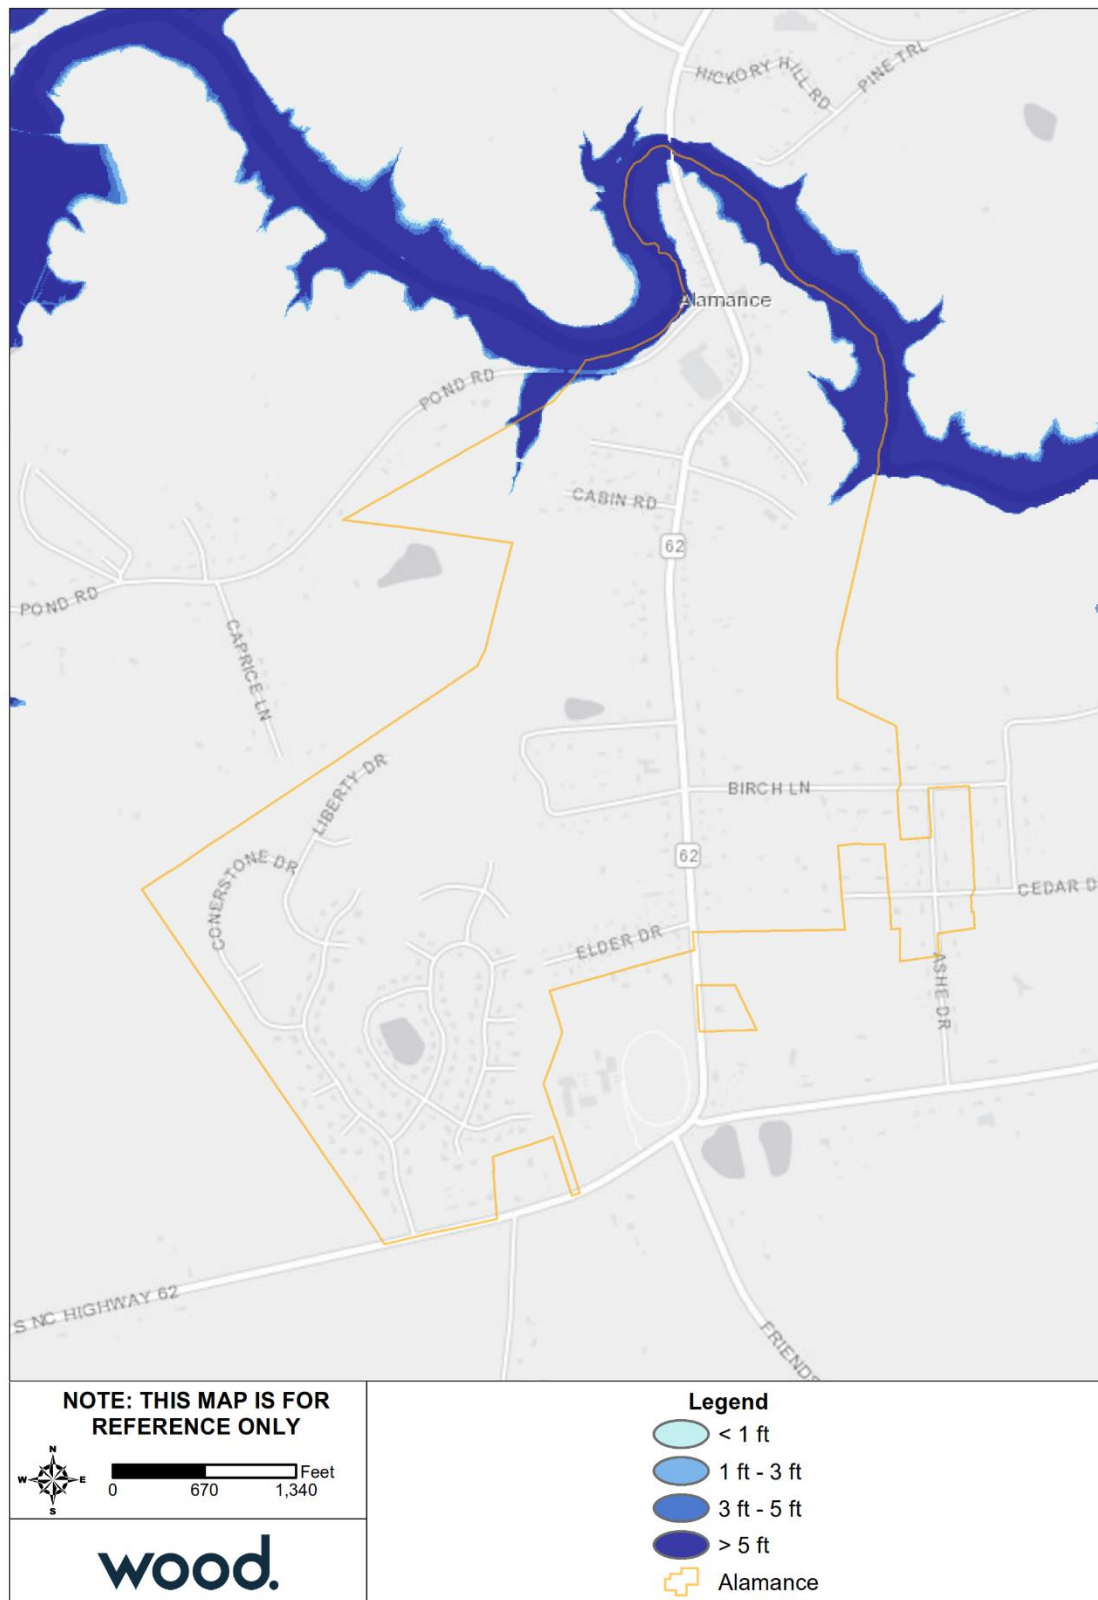 HICKORY HILL RD
PINE TRL
Alamance
POND RD
CABIN RD
62
POND RD
CAPRICE LN
LIBERTY DR
BIRCH LN
62
CONERSTONE DR
CEDAR D
ELDER DR
ASHE DR
S NC HIGHWAY 62
FRIENDS
NOTE: THIS MAP IS FOR
REFERENCE ONLY
N
W E
S
Feet
0 670 1,340
wood.
Legend
< 1 ft
1 ft - 3 ft
3 ft - 5 ft
> 5 ft
Alamance